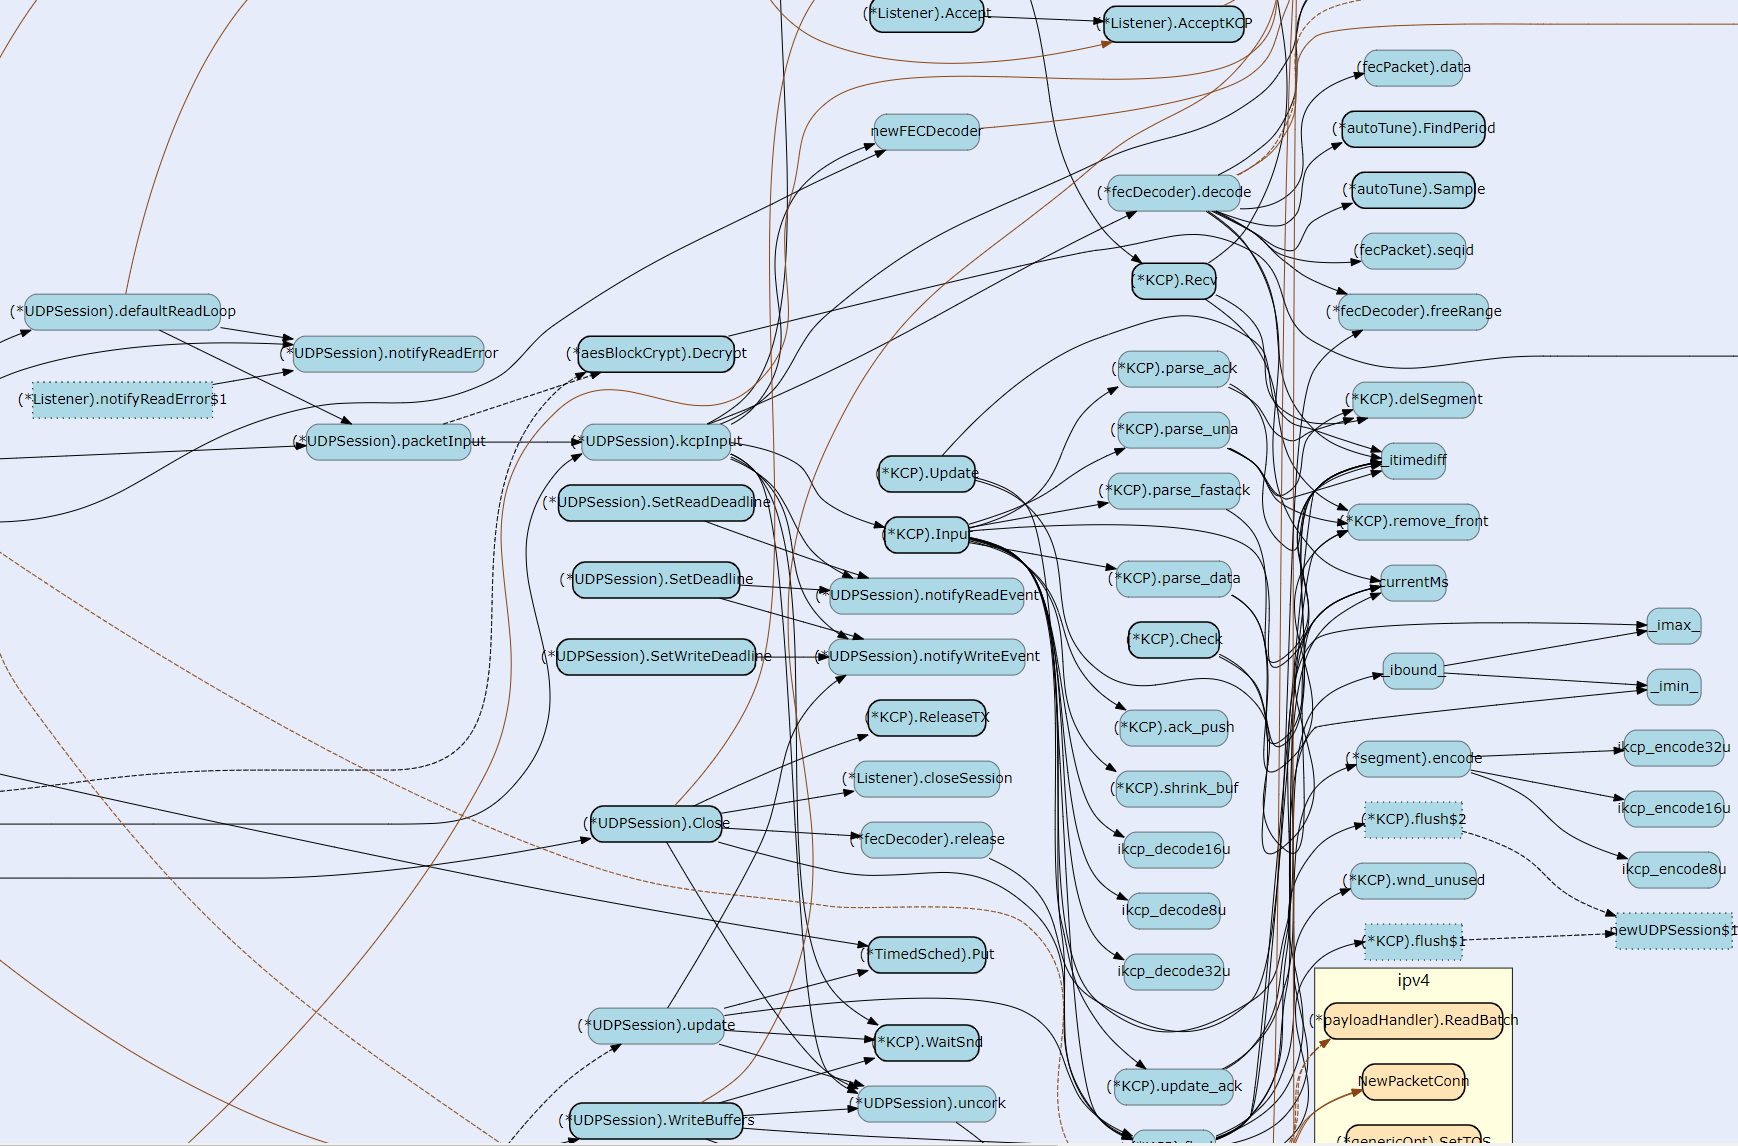 (*Listener).Accept
(*Listener).AcceptKCP
(fecPacket).data
newFECDecoder
(*autoTune).FindPeriod
(*fecDecoder).decode
(*autoTune).Sample
(fecPacket).seqid
(*KCP).Recv
(*UDPSession).defaultReadLoop
(*fecDecoder).freeRange
(*UDPSession).notifyReadError
(*aesBlockCrypt).Decrypt
(*KCP).parse_ack
(*Listener).notifyReadError$1
(*KCP).delSegment
(*UDPSession).packetInput
(*UDPSession).kcpInput
(*KCP).parse_una
_itimediff
(*KCP).Update
(*KCP).parse_fastack
(*UDPSession).SetReadDeadline
(*KCP).Input
(*KCP).remove_front
(*UDPSession).SetDeadline
(*KCP).parse_data
currentMs
(*UDPSession).notifyReadEvent
_imax_
(*KCP).Check
(*UDPSession).SetWriteDeadline
(*UDPSession).notifyWriteEvent
_ibound_
_imin_
(*KCP).ReleaseTX
(*KCP).ack_push
ikcp_encode32u
(*segment).encode
(*Listener).closeSession
(*KCP).shrink_buf
ikcp_encode16u
(*UDPSession).Close
(*KCP).flush$2
(*fecDecoder).release
ikcp_decode16u
ikcp_encode8u
(*KCP).wnd_unused
ikcp_decode8u
newUDPSession$1
(*KCP).flush$1
(*TimedSched).Put
ikcp_decode32u
ipv4
(*payloadHandler).ReadBatch
(*UDPSession).update
(*KCP).WaitSnd
NewPacketConn
(*KCP).update_ack
(*UDPSession).uncork
(*UDPSession).WriteBuffers
(*genericOpt).SetTOS